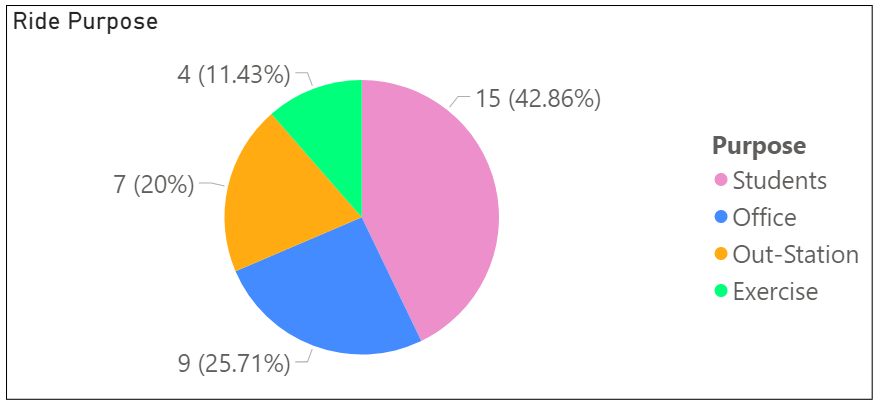 Ride Purpose
4 (11.43%)
15 (42.86%)
7 (20%)
9 (25.71%)
Purpose
Students
Office
Out-Station
Exercise